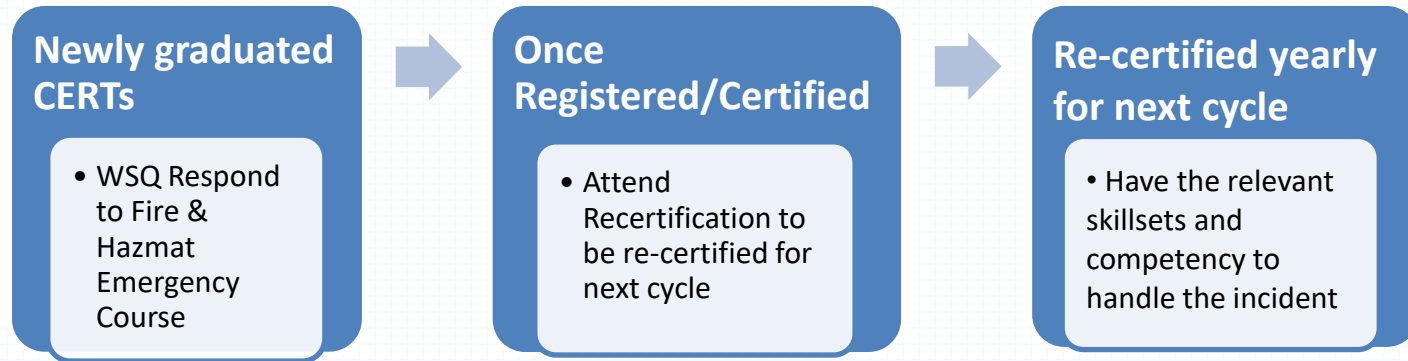 Newly graduated
CERTs
• WSQ Respond
to Fire &
Hazmat
Emergency
Course
Once
Registered/Certified
• Attend
Recertification to
be re-certified for
next cycle
Re-certified yearly
for next cycle
• Have the relevant
skillsets and
competency to
handle the incident